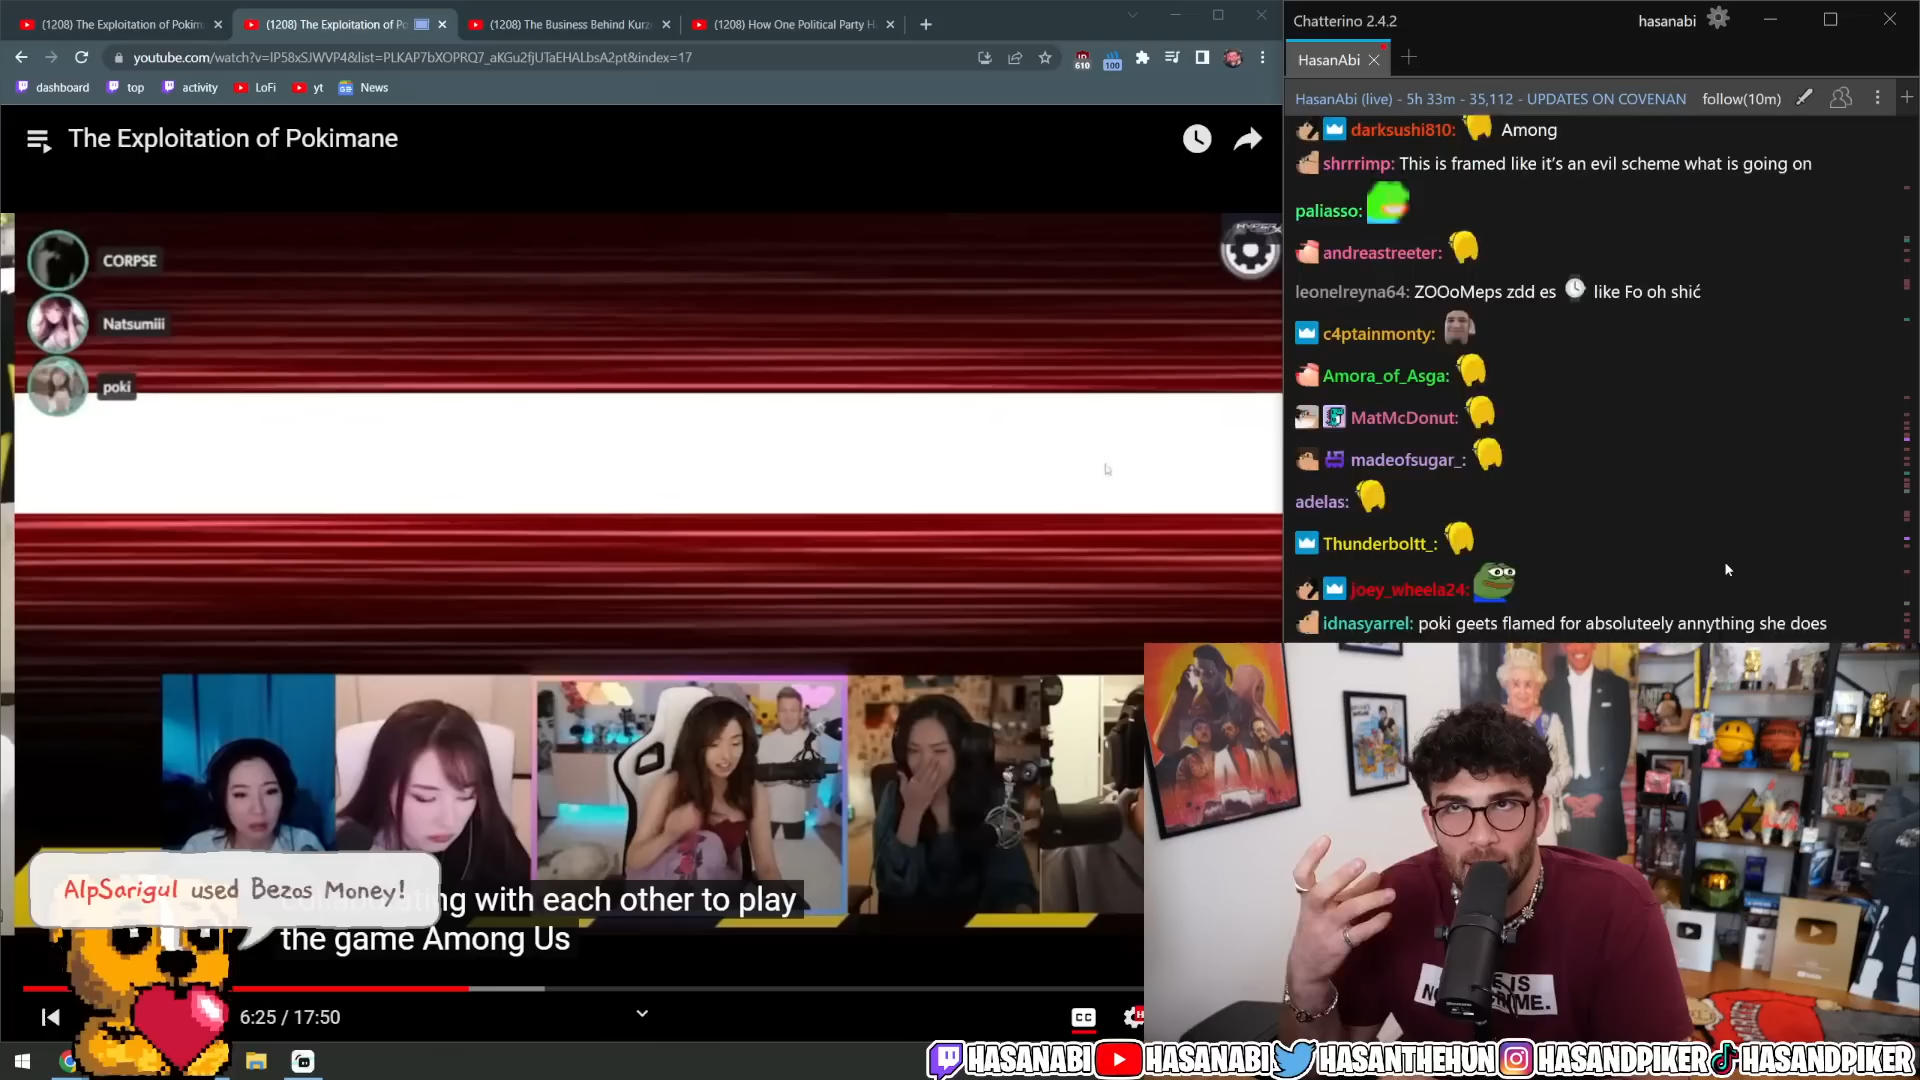 (1208) The Exploitation of Pokim
(1208) The Exploitation of Po
(1208) The Business Behind Kurz
(1208) How One Political Party H
youtube.com/watch?v=IP58xSJWVP4&list=PLKAP7bXOPRQ7_aKGu2fjUTaEHALbsA2pt&index=17
610
100
dashboard
top
activity
LoFi
yt
News
The Exploitation of Pokimane
CORPSE
Natsumiii
poki
HYPERX
AlpSarigul used Bezos Money!
ng with each other to play
the game Among Us
6:25 / 17:50
CC
Chatterino 2.4.2
hasanabi
HasanAbi
HasanAbi (live) - 5h 33m - 35,112 - UPDATES ON COVENAN
follow(10m)
darksushi810: Among
shrrrimp: This is framed like it's an evil scheme what is going on
paliasso:
andreastreeter:
leonelreyna64: ZOOoMeps zdd es like Fo oh shić
c4ptainmonty:
Amora_of_Asga:
MatMcDonut:
madeofsugar_:
adelas:
Thunderboltt_:
joey_wheela24:
idnasyarrel: poki geets flamed for absoluteely annything she does
HASANABI HASANABI HASANTHEHUN HASANDPIKER HASANDPIKER